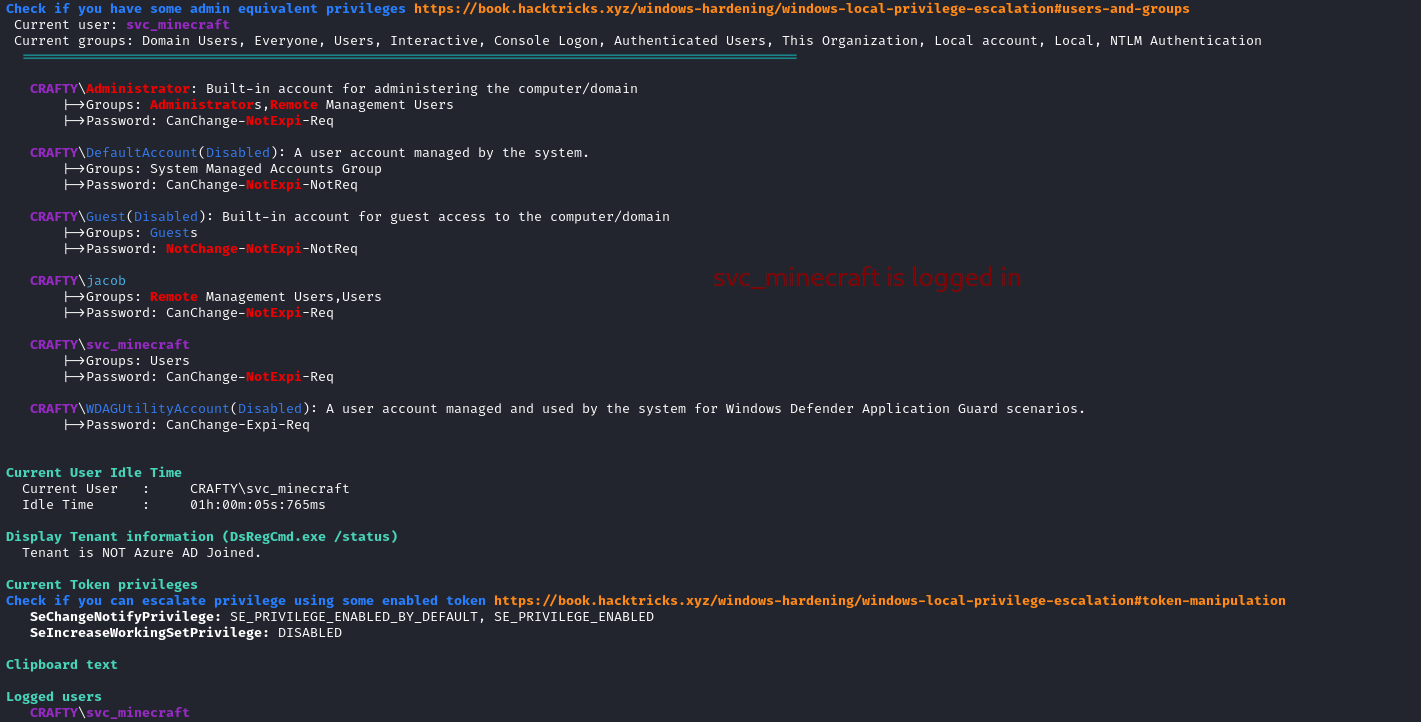 Check if you have some admin equivalent privileges https://book.hacktricks.xyz/windows-hardening/windows-local-privilege-escalation#users-and-groups
Current user: svc_minecraft
Current groups: Domain Users, Everyone, Users, Interactive, Console Logon, Authenticated Users, This Organization, Local account, Local, NTLM Authentication
CRAFTY\Administrator: Built-in account for administering the computer/domain
|->Groups: Administrators,Remote Management Users
|->Password: CanChange-NotExpi-Req
CRAFTY\DefaultAccount(Disabled): A user account managed by the system.
|->Groups: System Managed Accounts Group
|->Password: CanChange-NotExpi-NotReq
CRAFTY\Guest(Disabled): Built-in account for guest access to the computer/domain
|->Groups: Guests
|->Password: NotChange-NotExpi-NotReq
CRAFTY\jacob
svc_minecraft is logged in
|->Groups: Remote Management Users,Users
|->Password: CanChange-NotExpi-Req
CRAFTY\svc_minecraft
|->Groups: Users
|->Password: CanChange-NotExpi-Req
CRAFTY\WDAGUtilityAccount(Disabled): A user account managed and used by the system for Windows Defender Application Guard scenarios.
|->Password: CanChange-Expi-Req
Current User Idle Time
Current User   :     CRAFTY\svc_minecraft
Idle Time      :     01h:00m:05s:765ms
Display Tenant information (DsRegCmd.exe /status)
Tenant is NOT Azure AD Joined.
Current Token privileges
Check if you can escalate privilege using some enabled token https://book.hacktricks.xyz/windows-hardening/windows-local-privilege-escalation#token-manipulation
SeChangeNotifyPrivilege: SE_PRIVILEGE_ENABLED_BY_DEFAULT, SE_PRIVILEGE_ENABLED
SeIncreaseWorkingSetPrivilege: DISABLED
Clipboard text
Logged users
CRAFTY\svc_minecraft